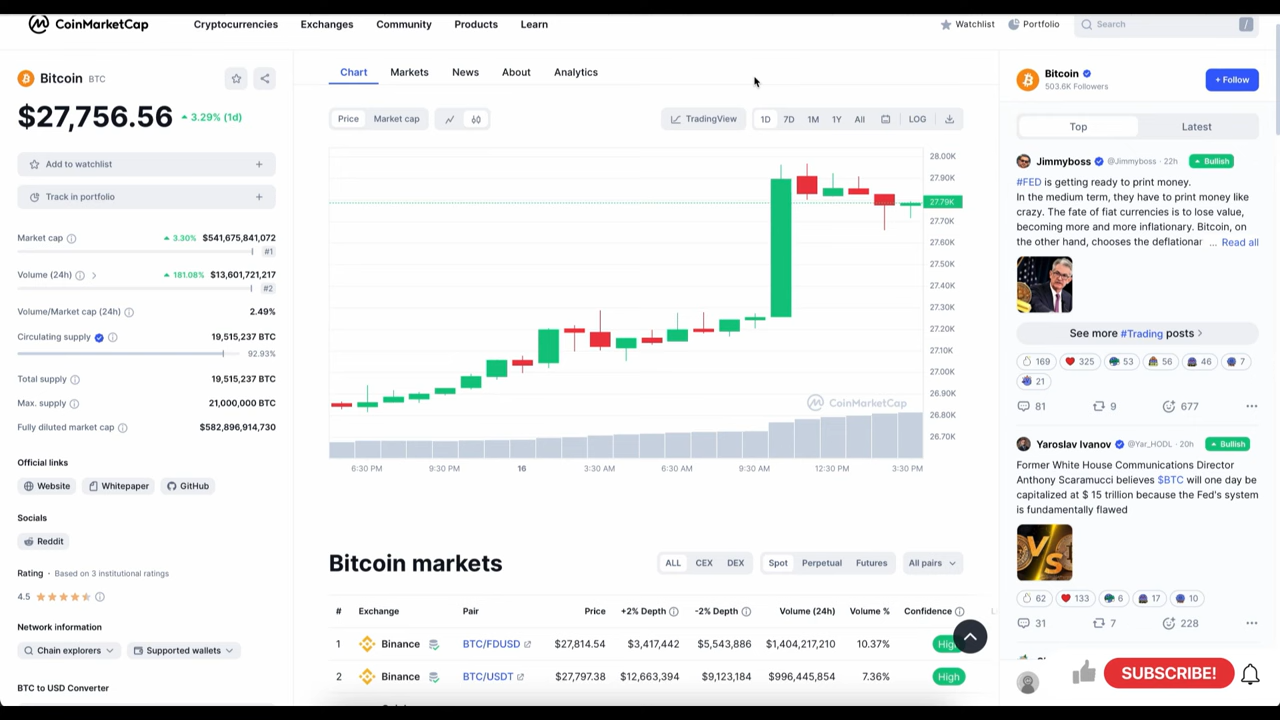 CoinMarketCap
Cryptocurrencies Exchanges Community Products Learn
Watchlist Portfolio Search /
Bitcoin BTC
$27,756.56 3.29% (1d)
Add to watchlist +
Track in portfolio +
Market cap 3.30% $541,675,841,072
#1
Volume (24h) 181.08% $13,601,721,217
#2
Volume/Market cap (24h) 2.49%
Circulating supply 19,515,237 BTC
92.93%
Total supply 19,515,237 BTC
Max. supply 21,000,000 BTC
Fully diluted market cap $582,896,914,730
Official links
Website Whitepaper GitHub
Socials
Reddit
Rating · Based on 3 institutional ratings
4.5
Network information
Chain explorers Supported wallets
BTC to USD Converter
Chart Markets News About Analytics
Price Market cap
TradingView 1D 7D 1M 1Y All LOG
28.00K
27.90K
27.79K
27.70K
27.60K
27.50K
27.40K
27.30K
27.20K
27.10K
27.00K
26.90K
26.80K
26.70K
CoinMarketCap
6:30 PM 9:30 PM 16 3:30 AM 6:30 AM 9:30 AM 12:30 PM 3:30 PM
Bitcoin markets
ALL CEX DEX Spot Perpetual Futures All pairs
# Exchange Pair Price +2% Depth -2% Depth Volume (24h) Volume % Confidence
1 Binance BTC/FDUSD $27,814.54 $3,417,442 $5,543,886 $1,404,217,210 10.37%
2 Binance BTC/USDT $27,797.38 $12,663,394 $9,123,184 $996,445,854 7.36% High
Bitcoin
503.6K Followers
+ Follow
Top Latest
Jimmyboss @Jimmyboss · 22h Bullish
#FED is getting ready to print money.
In the medium term, they have to print money like
crazy. The fate of fiat currencies is to lose value,
becoming more and more inflationary. Bitcoin, on
the other hand, chooses the deflationar ... Read all
See more #Trading posts
169 325 53 56 46 7
21
81 9 677
Yaroslav Ivanov @Yar_HODL · 20h Bullish
Former White House Communications Director
Anthony Scaramucci believes $BTC will one day be
capitalized at $ 15 trillion because the Fed's system
is fundamentally flawed
VS
62 133 6 17 10
31 7 228
SUBSCRIBE!